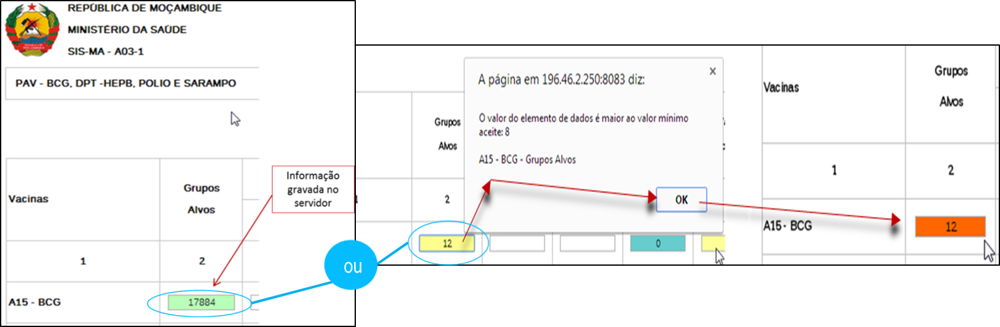 REPÚBLICA DE MOÇAMBIQUE
MINISTÉRIO DA SAÚDE
SIS-MA - A03-1
PAV - BCG, DPT -HEPB, POLIO E SARAMPO
Vacinas
Grupos
Alvos
1
2
A15 - BCG
17884
Informação
gravada no
servidor
ou
Grupos
Alvos
2
12
0
A página em 196.46.2.250:8083 diz:
×
O valor do elemento de dados é maior ao valor mínimo
aceite: 8
A15 - BCG - Grupos Alvos
OK
Vacinas
Grupos
Alvos
1
2
A15 - BCG
12